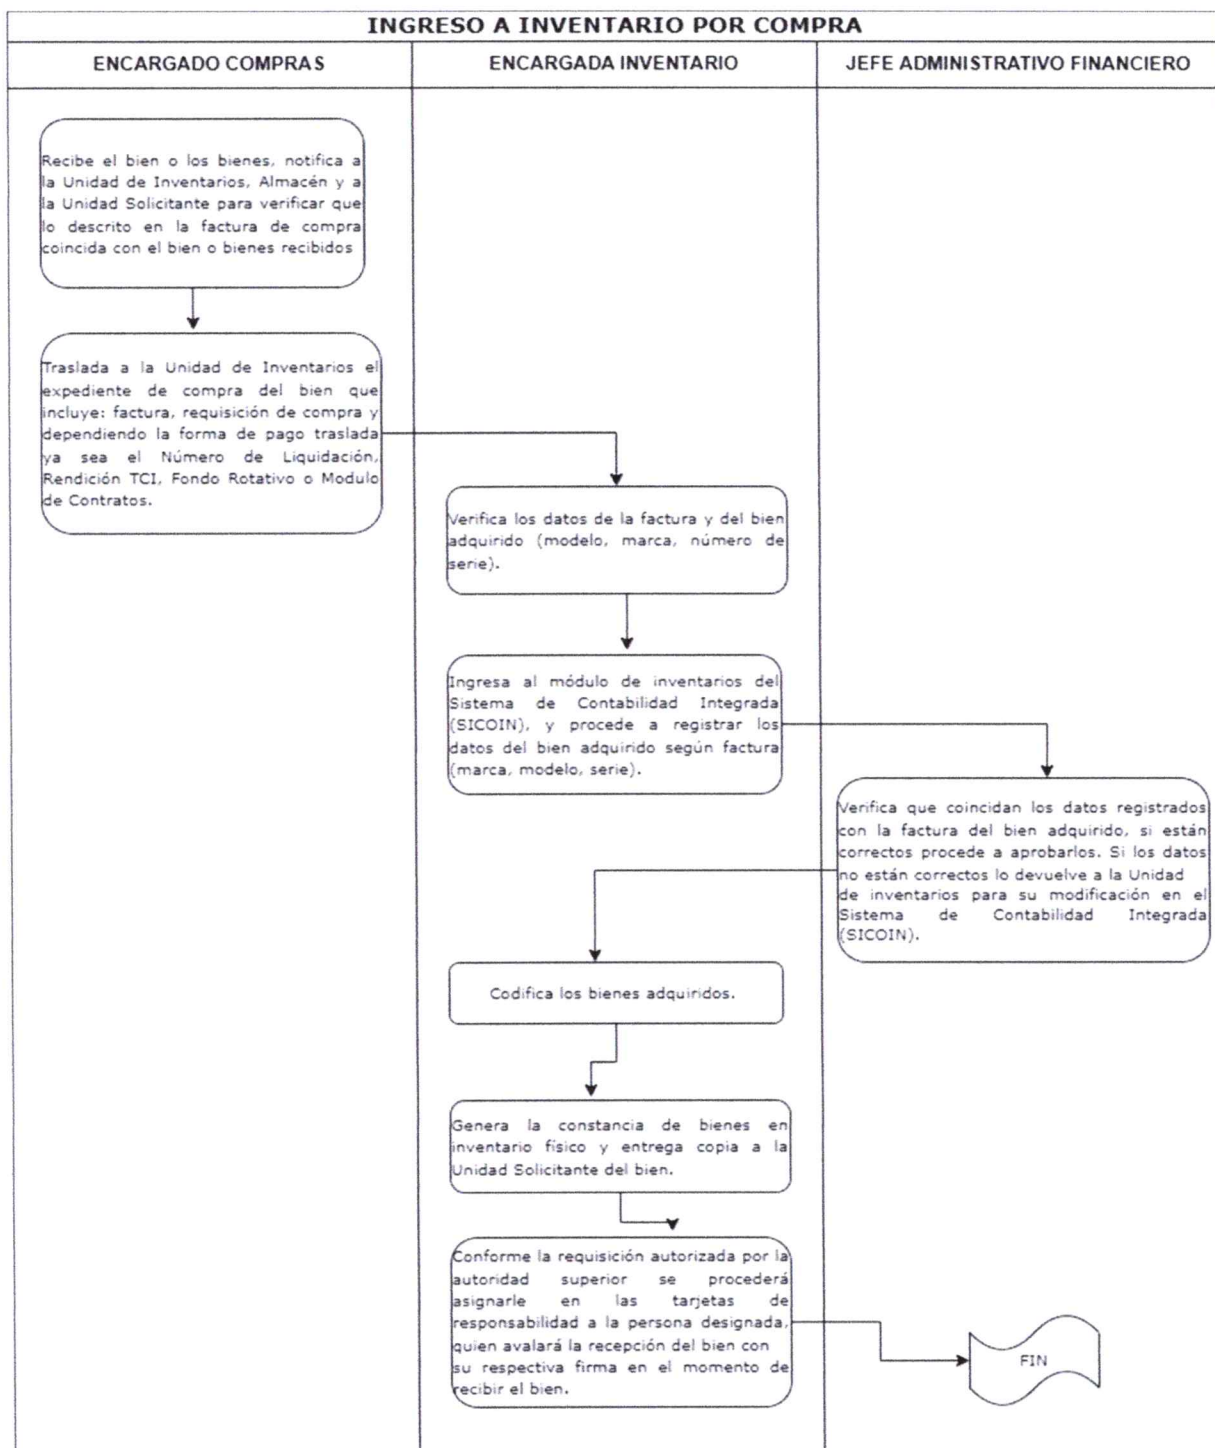 INGRESO A INVENTARIO POR COMPRA
ENCARGADO COMPRAS
ENCARGADA INVENTARIO
JEFE ADMINISTRATIVO FINANCIERO
Recibe el bien o los bienes, notifica a
la Unidad de Inventarios, Almacén y a
la Unidad Solicitante para verificar que
lo descrito en la factura de compra
coincida con el bien o bienes recibidos
Traslada a la Unidad de Inventarios el
expediente de compra del bien que
incluye: factura, requisición de compra y
dependiendo la forma de pago traslada
ya sea el Número de Liquidación,
Rendición TCI, Fondo Rotativo o Modulo
de Contratos.
Verifica los datos de la factura y del bien
adquirido (modelo, marca, número de
serie).
Ingresa al módulo de inventarios del
Sistema de Contabilidad Integrada
(SICOIN), y procede a registrar los
datos del bien adquirido según factura
(marca, modelo, serie).
Verifica que coincidan los datos registrados
con la factura del bien adquirido, si están
correctos procede a aprobarlos. Si los datos
no están correctos lo devuelve a la Unidad
de inventarios para su modificación en el
Sistema de Contabilidad Integrada
(SICOIN).
Codifica los bienes adquiridos.
Genera la constancia de bienes en
inventario físico y entrega copia a la
Unidad Solicitante del bien.
Conforme la requisición autorizada por la
autoridad superior se procederá
asignarle en las tarjetas de
responsabilidad a la persona designada,
quien avalará la recepción del bien con
su respectiva firma en el momento de
recibir el bien.
FIN